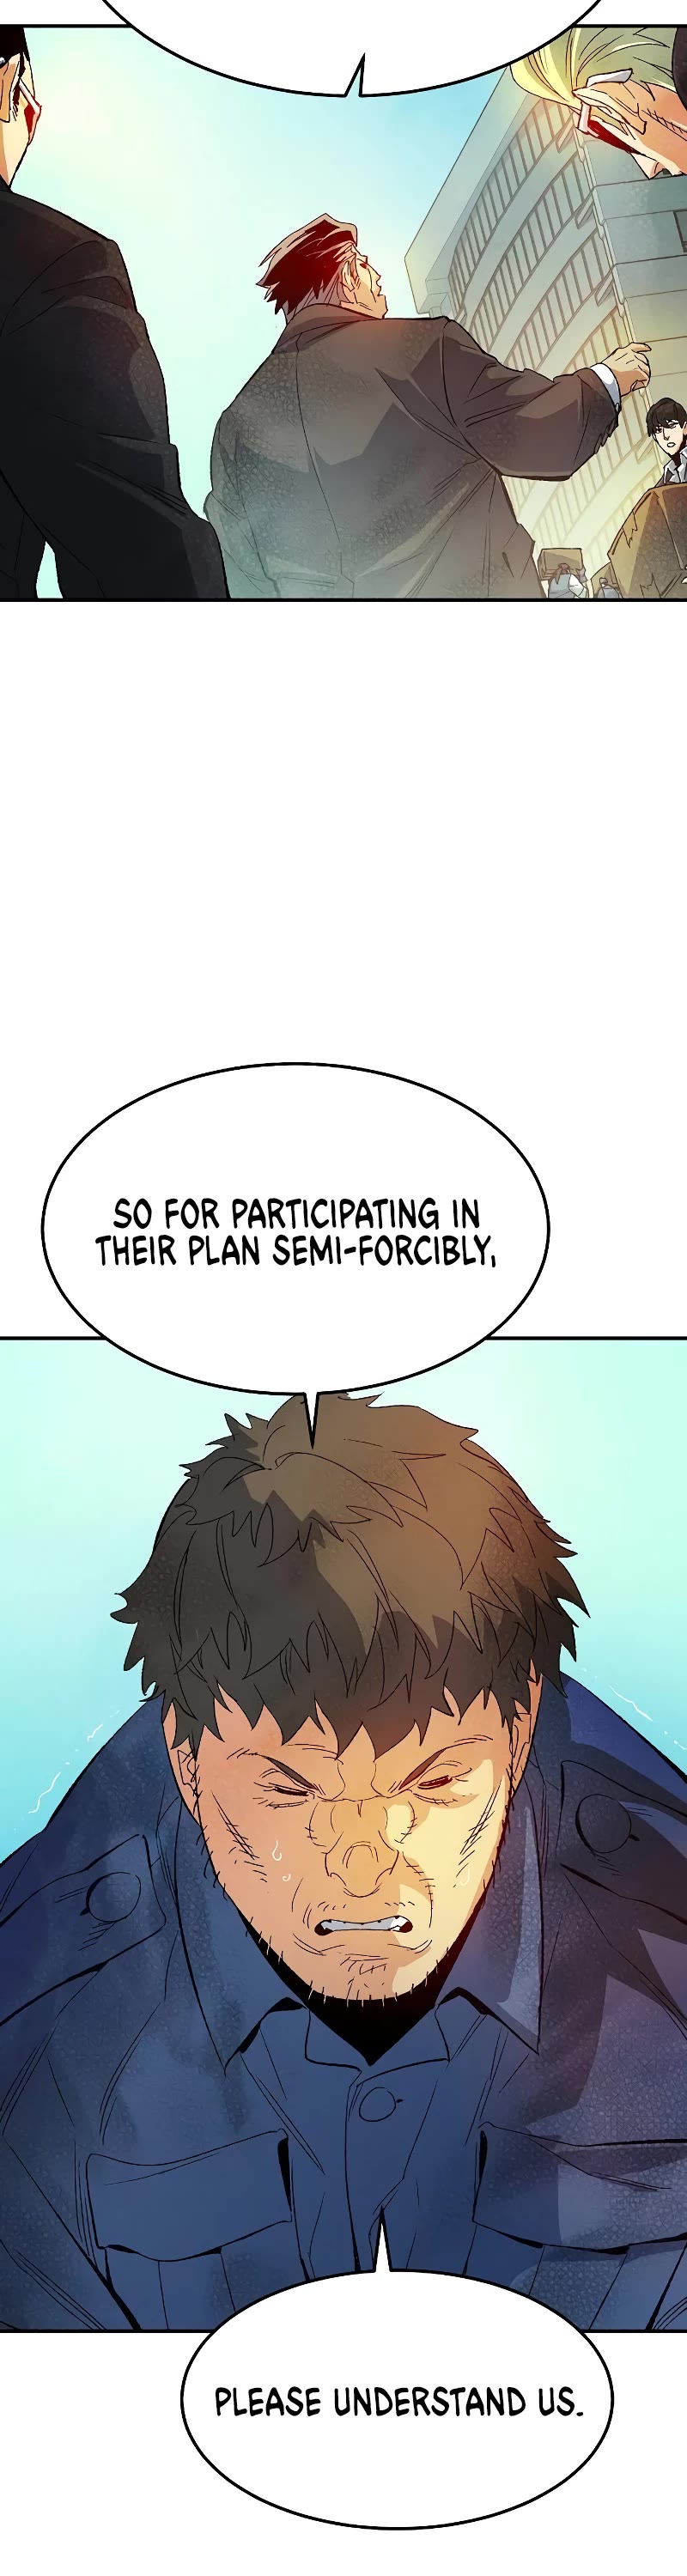 SO FOR PARTICIPATING IN
THEIR PLAN SEMI-FORCIBLY,
PLEASE UNDERSTAND US.